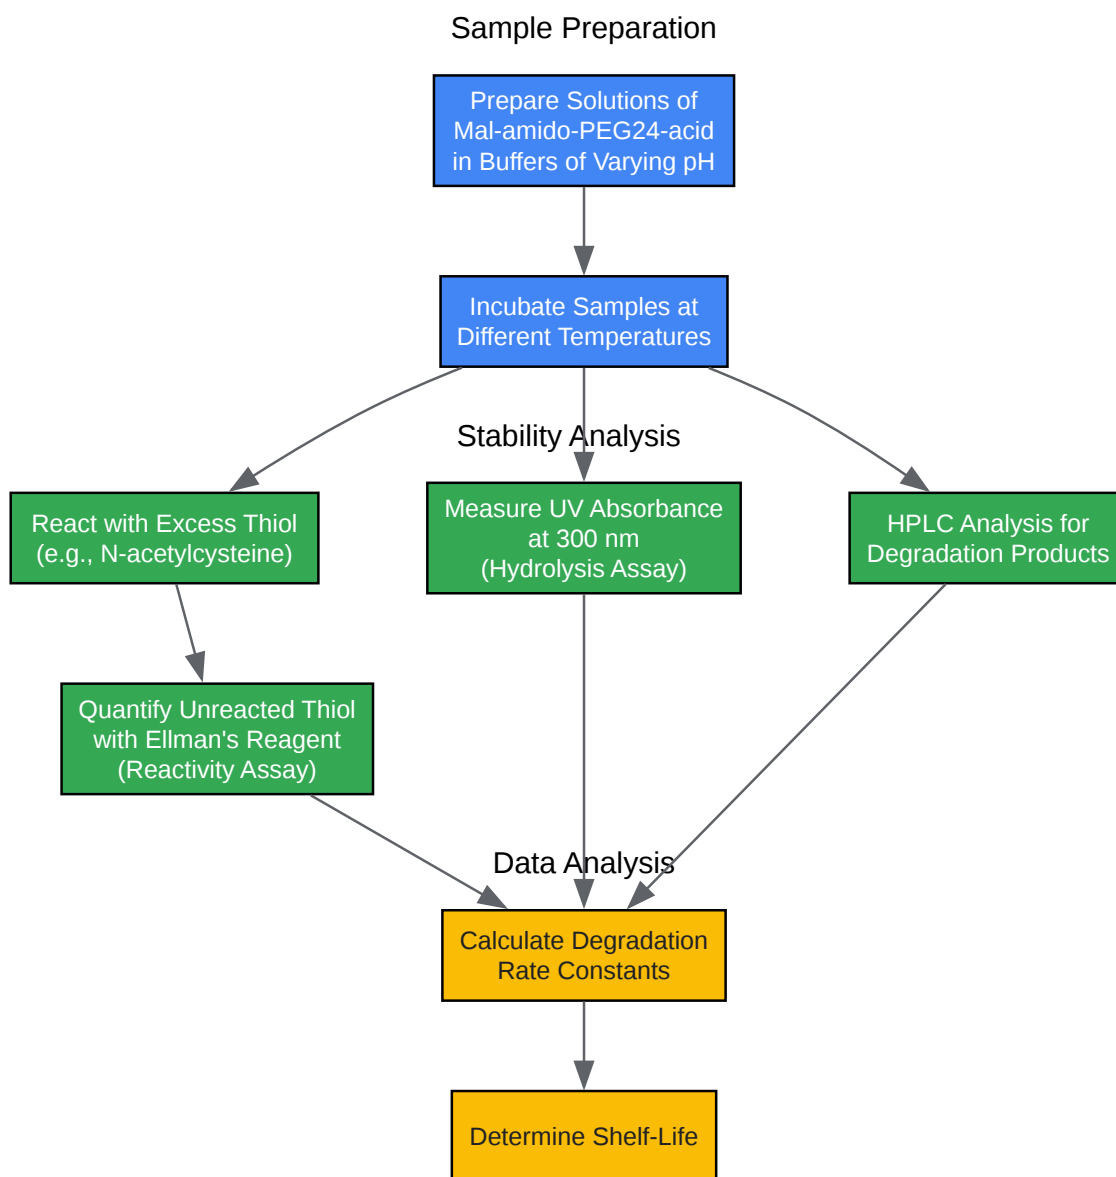 Sample Preparation
Prepare Solutions of
Mal-amido-PEG24-acid
in Buffers of Varying pH
Incubate Samples at
Different Temperatures
Stability Analysis
React with Excess Thiol
(e.g., N-acetylcysteine)
Measure UV Absorbance
at 300 nm
(Hydrolysis Assay)
HPLC Analysis for
Degradation Products
Quantify Unreacted Thiol
with Ellman's Reagent
(Reactivity Assay)
Data Analysis
Calculate Degradation
Rate Constants
Determine Shelf-Life